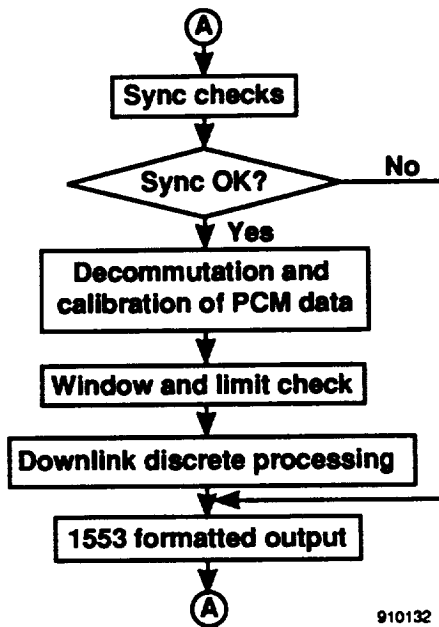 A
Sync checks
Sync OK?
No
Yes
Decommutation and
calibration of PCM data
Window and limit check
Downlink discrete processing
1553 formatted output
A
910132